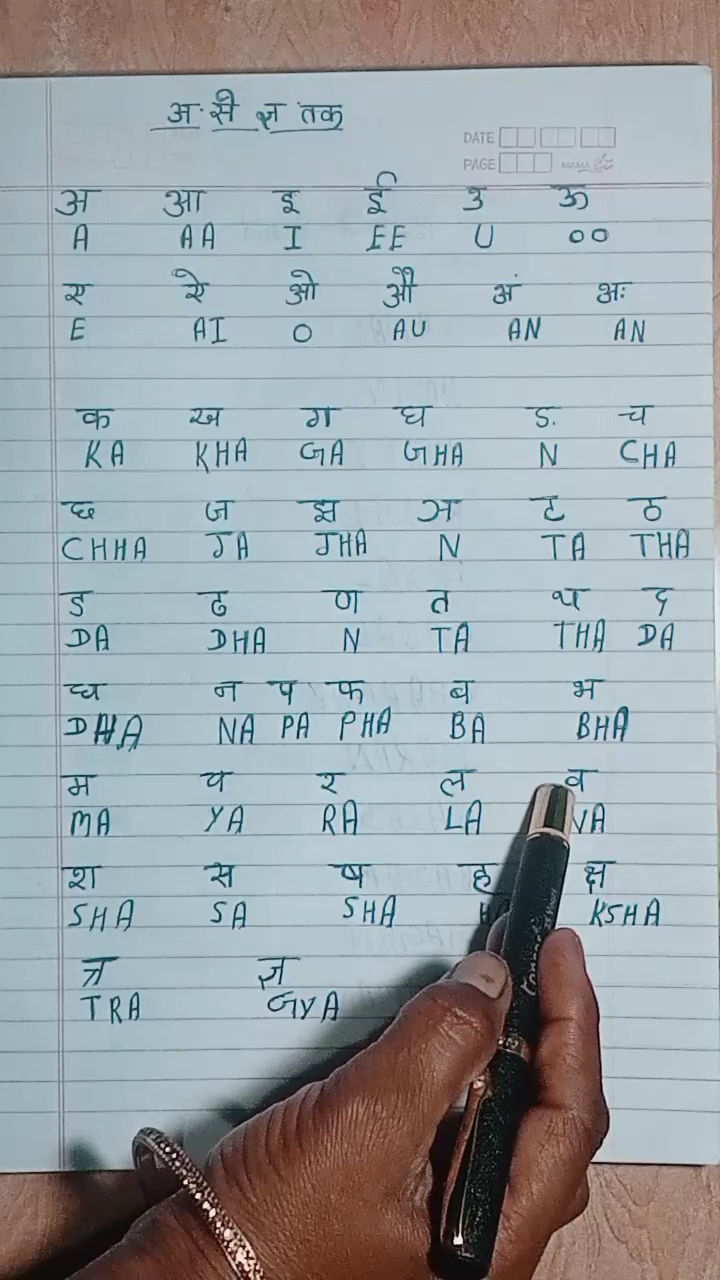 अ से ज्ञ तक
DATE
PAGE
अ आ इ ई उ ऊ
A AA I EE U OO
ए ऐ ओ औ अं अः
E AI O AU AN AN
क ख ग घ ङ च
KA KHA GA GHA N CHA
छ ज झ ञ ट ठ
CHHA JA JHA N TA THA
ड ढ ण त थ द
DA DHA N TA THA DA
ध न प फ ब भ
DHA NA PA PHA BA BHA
म य र ल व
MA YA RA LA VA
श स ष ह क्ष
SHA SA SHA HA KSHA
त्र ज्ञ
TRA GYA